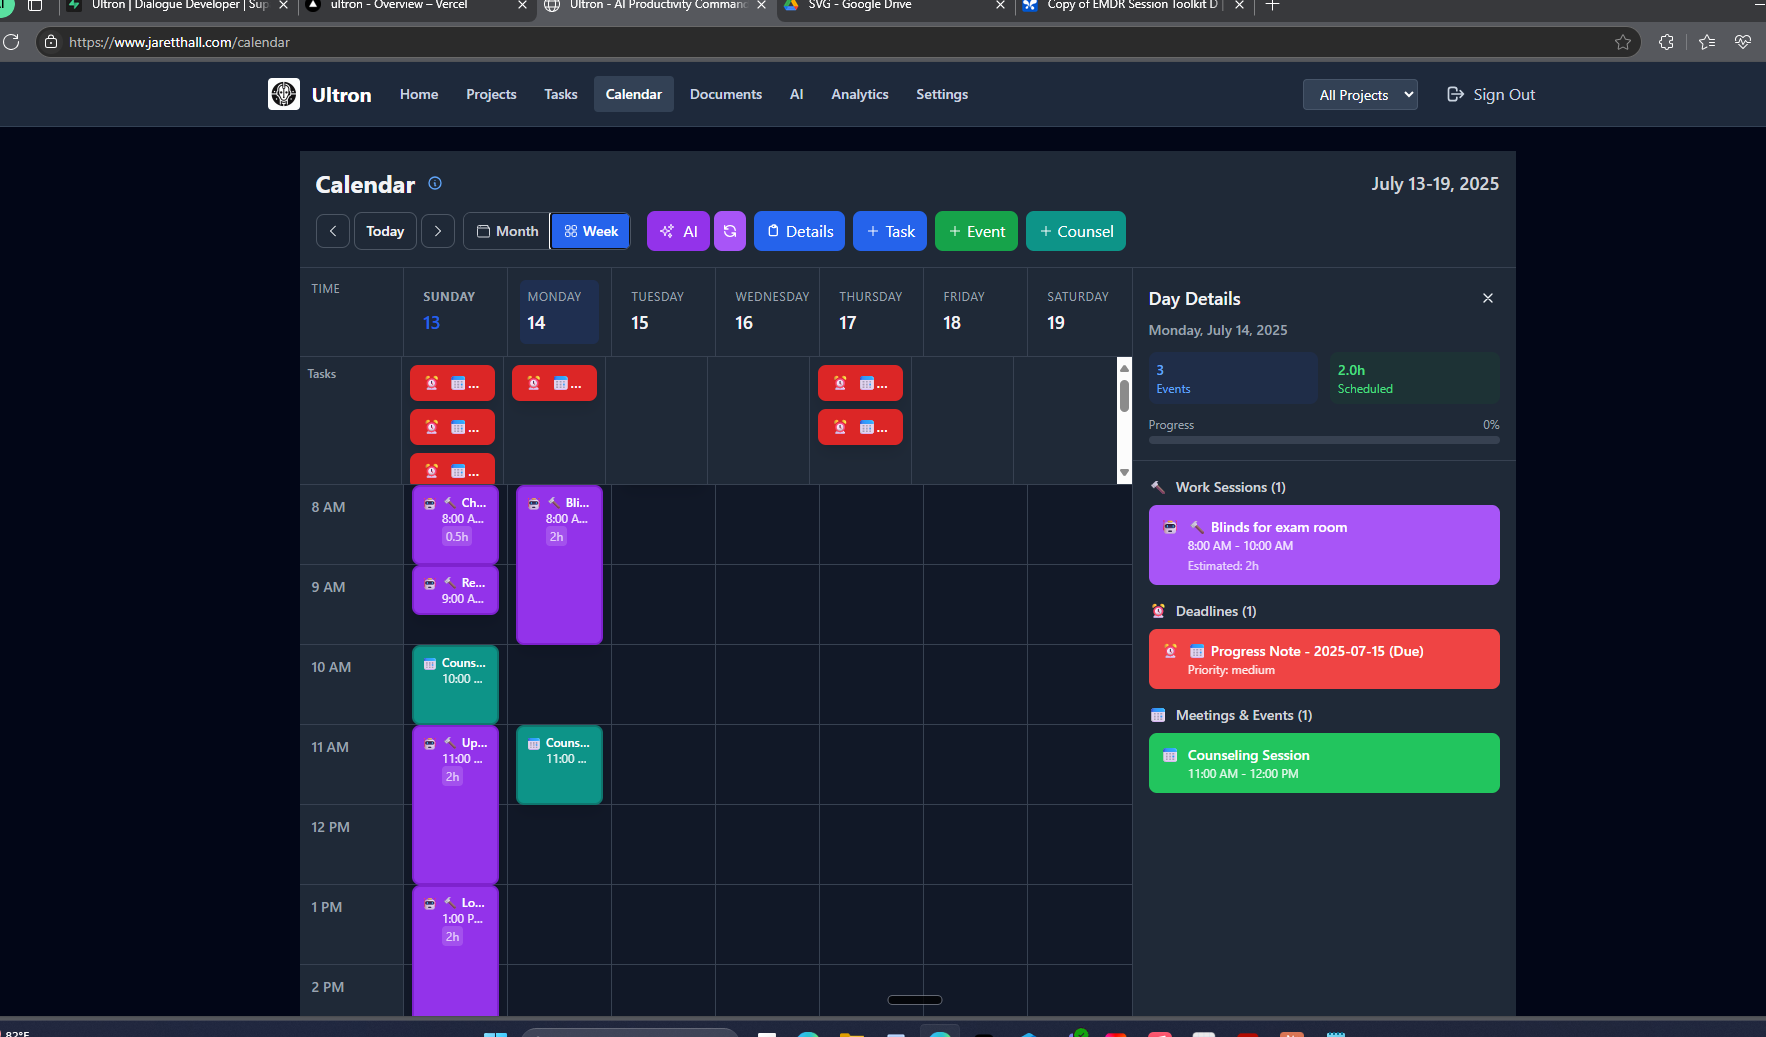 Ultron | Dialogue Developer | Sup
ultron - Overview – Vercel
Ultron - AI Productivity Comman
SVG - Google Drive
Copy of EMDR Session Toolkit D
https://www.jaretthall.com/calendar
Ultron
Home
Projects
Tasks
Calendar
Documents
AI
Analytics
Settings
All Projects
Sign Out
Calendar
July 13-19, 2025
Today
Month
Week
AI
Details
+ Task
+ Event
+ Counsel
TIME
SUNDAY
13
MONDAY
14
TUESDAY
15
WEDNESDAY
16
THURSDAY
17
FRIDAY
18
SATURDAY
19
Tasks
...
...
...
...
...
...
8 AM
9 AM
10 AM
11 AM
12 PM
1 PM
2 PM
Ch...
8:00 A...
0.5h
Re...
9:00 A...
Couns...
10:00 ...
Up...
11:00 ...
2h
Lo...
1:00 P...
2h
Bli...
8:00 A...
2h
Couns...
11:00 ...
Day Details
Monday, July 14, 2025
3
Events
2.0h
Scheduled
Progress
0%
Work Sessions (1)
Blinds for exam room
8:00 AM - 10:00 AM
Estimated: 2h
Deadlines (1)
Progress Note - 2025-07-15 (Due)
Priority: medium
Meetings & Events (1)
Counseling Session
11:00 AM - 12:00 PM
82°F